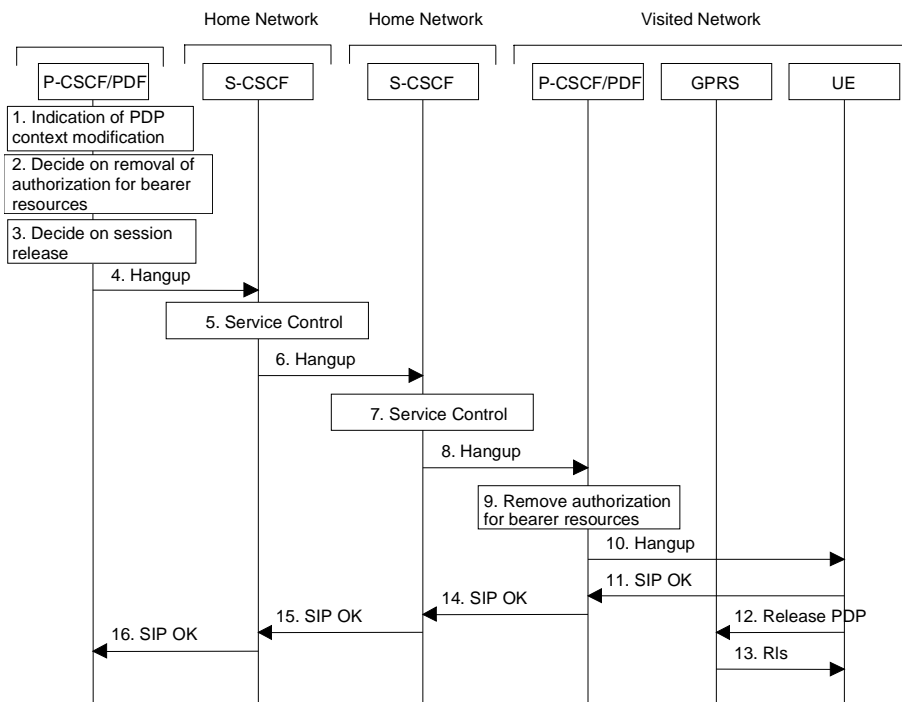 Home Network
Home Network
Visited Network
P-CSCF/PDF
S-CSCF
S-CSCF
P-CSCF/PDF
GPRS
UE
1. Indication of PDP
context modification
2. Decide on removal of
authorization for bearer
resources
3. Decide on session
release
4. Hangup
5. Service Control
6. Hangup
7. Service Control
8. Hangup
9. Remove authorization
for bearer resources
10. Hangup
11. SIP OK
14. SIP OK
12. Release PDP
15. SIP OK
16. SIP OK
13. Rls